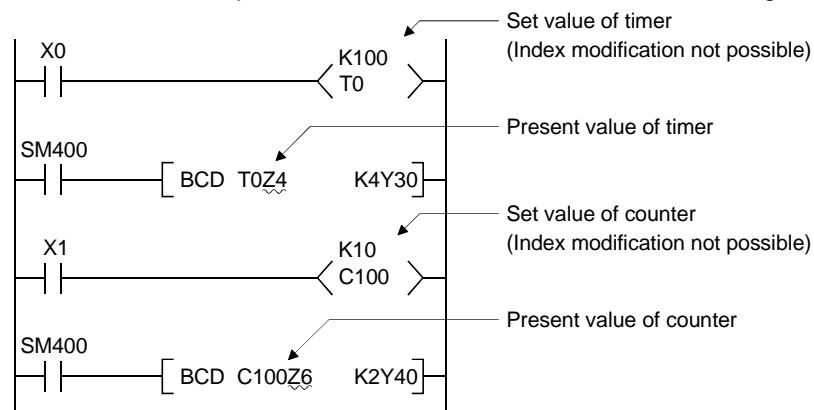 Set value of timer
X0
K100
(Index modification not possible)
T0
Present value of timer
SM400
BCD T0Z4 K4Y30
Set value of counter
X1
K10
(Index modification not possible)
C100
Present value of counter
SM400
BCD C100Z6 K2Y40